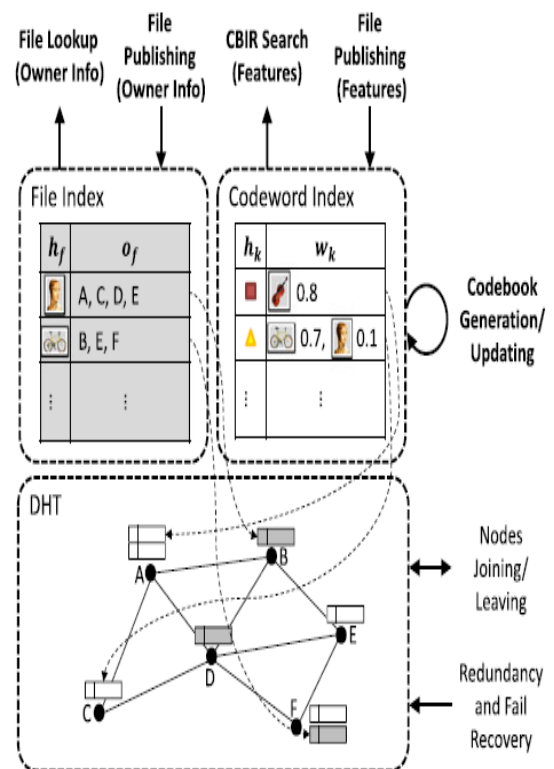 File Lookup
(Owner Info)
File
Publishing
(Owner Info)
CBIR Search
(Features)
File
Publishing
(Features)
File Index
h_f o_f
A, C, D, E
B, E, F
⋮ ⋮
Codeword Index
h_k w_k
0.8
0.7, 0.1
⋮ ⋮
Codebook
Generation/
Updating
DHT
A
B
C
D
E
F
Nodes
Joining/
Leaving
Redundancy
and Fail
Recovery